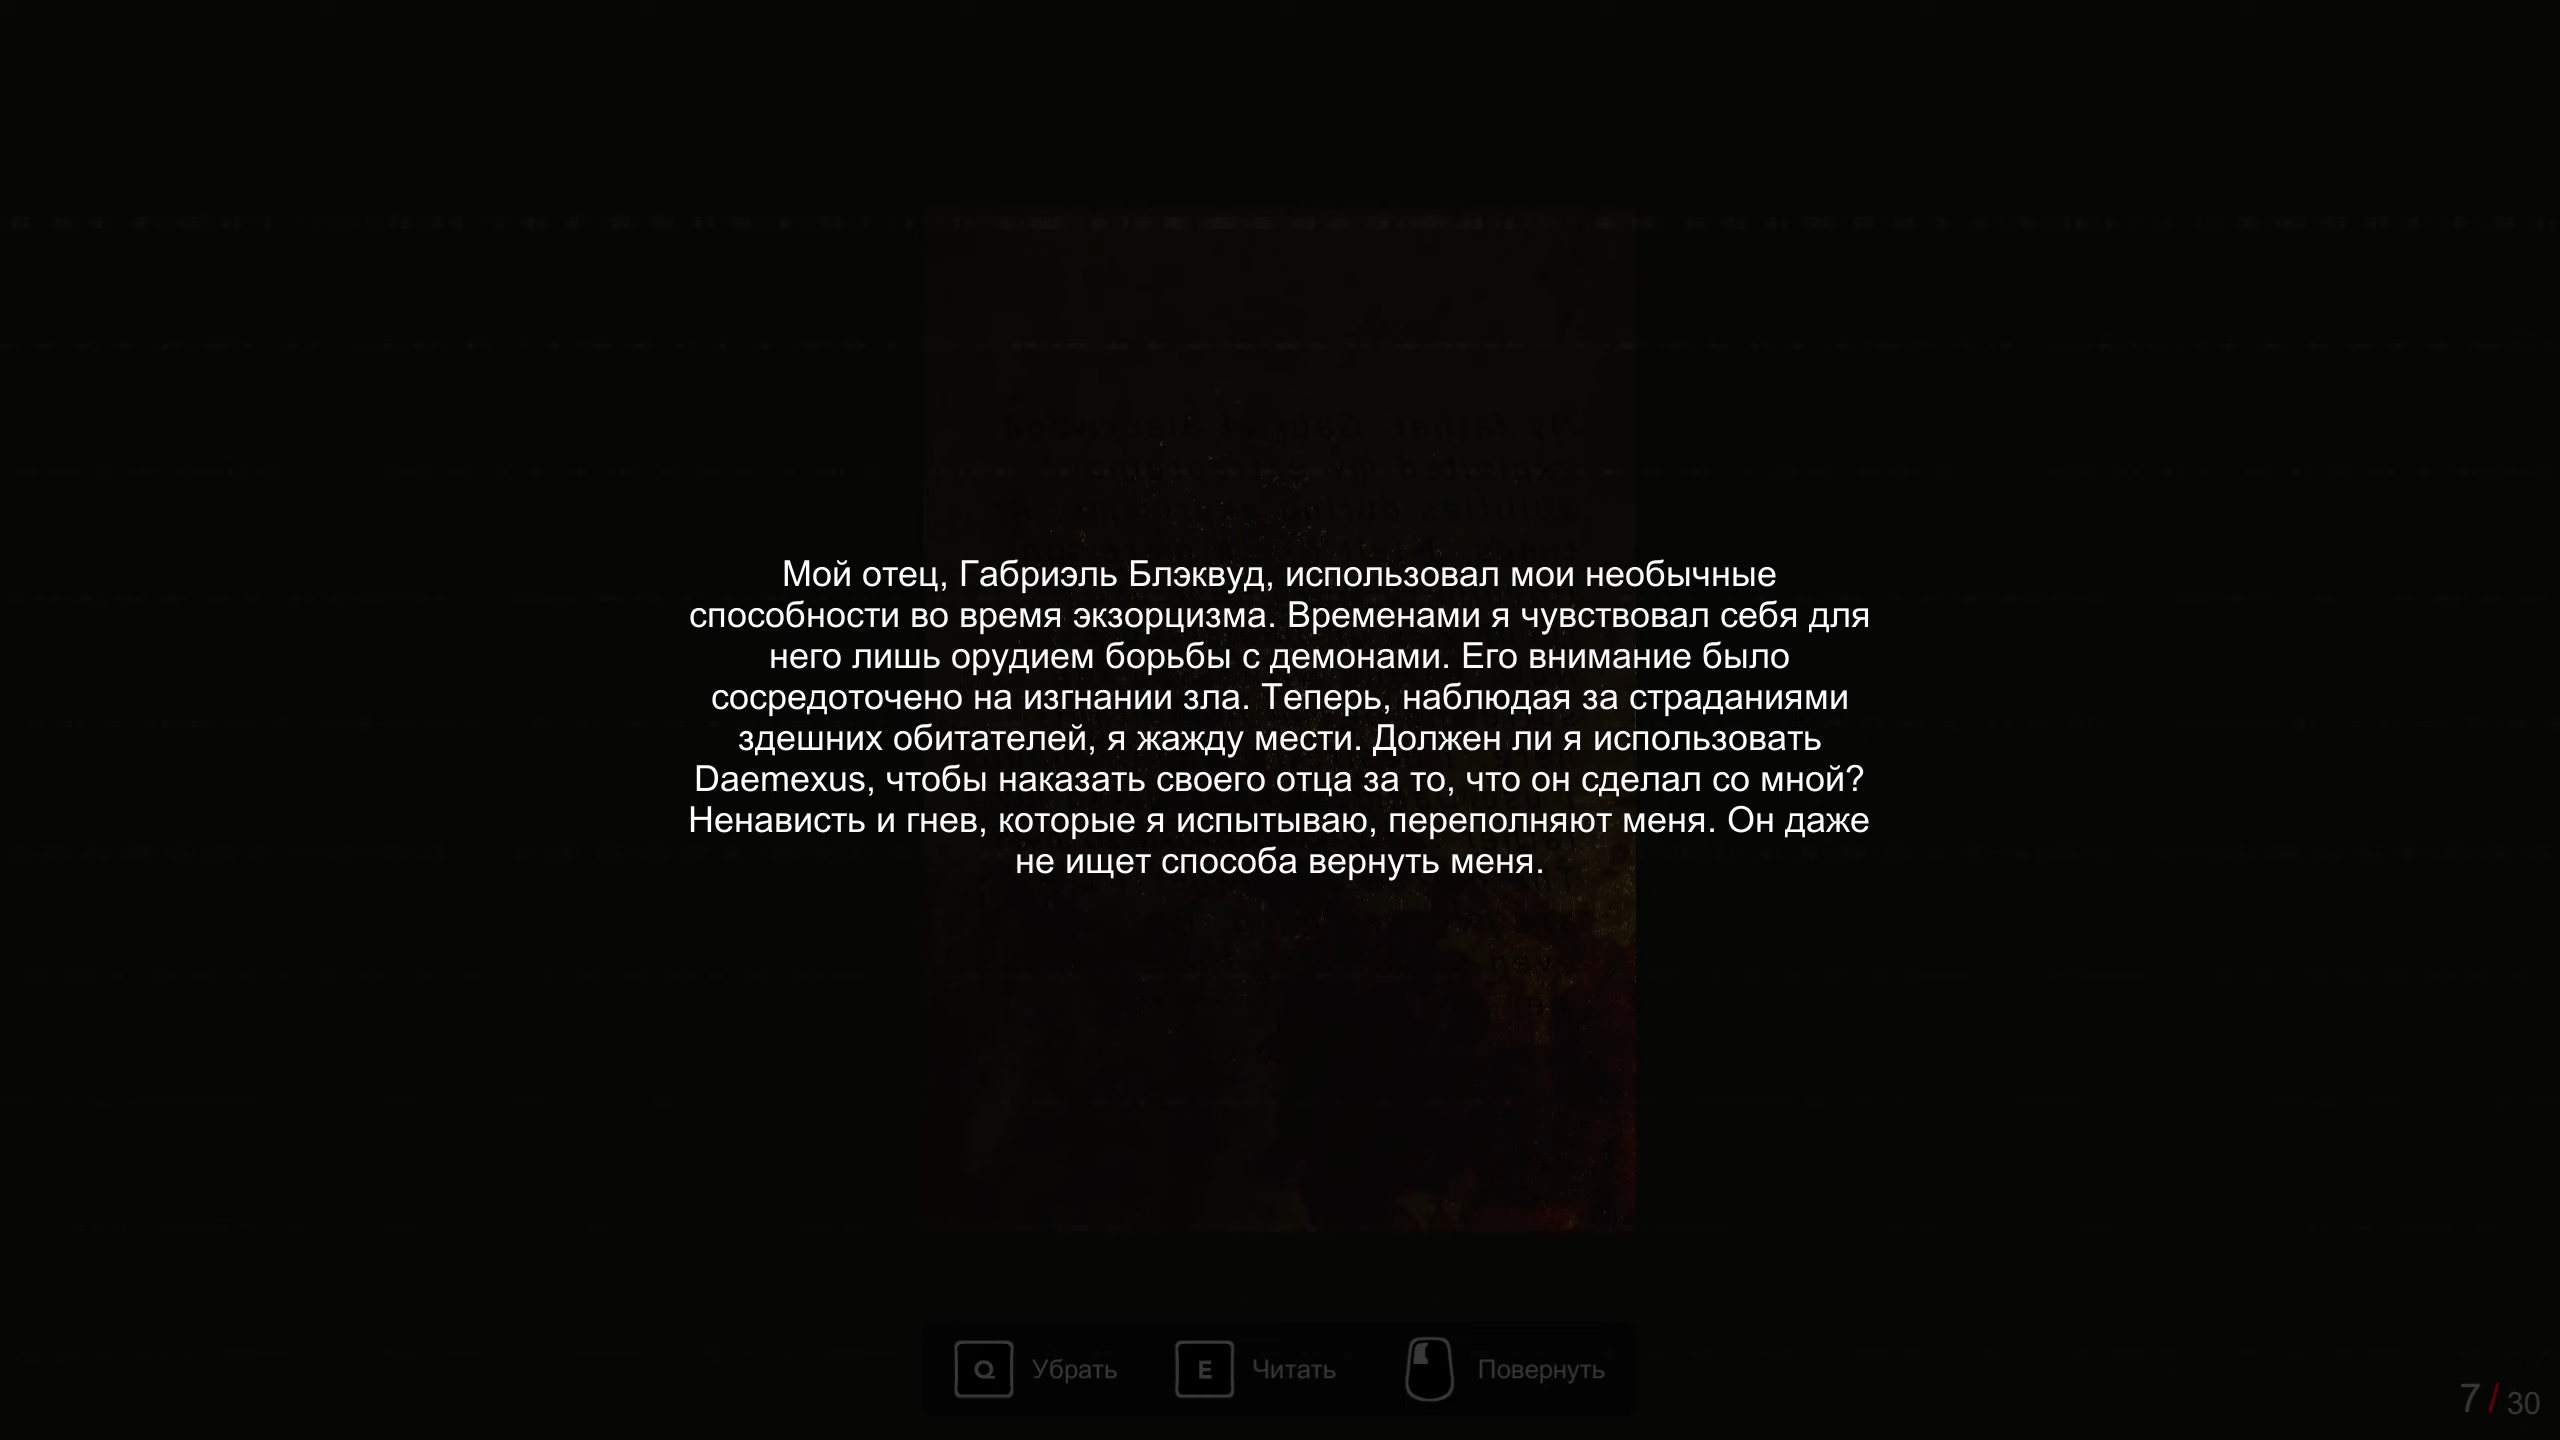 Мой отец, Габриэль Блэквуд, использовал мои необычные
способности во время экзорцизма. Временами я чувствовал себя для
него лишь орудием борьбы с демонами. Его внимание было
сосредоточено на изгнании зла. Теперь, наблюдая за страданиями
здешних обитателей, я жажду мести. Должен ли я использовать
Daemexus, чтобы наказать своего отца за то, что он сделал со мной?
Ненависть и гнев, которые я испытываю, переполняют меня. Он даже
не ищет способа вернуть меня.
Q Убрать E Читать Повернуть
7 / 30